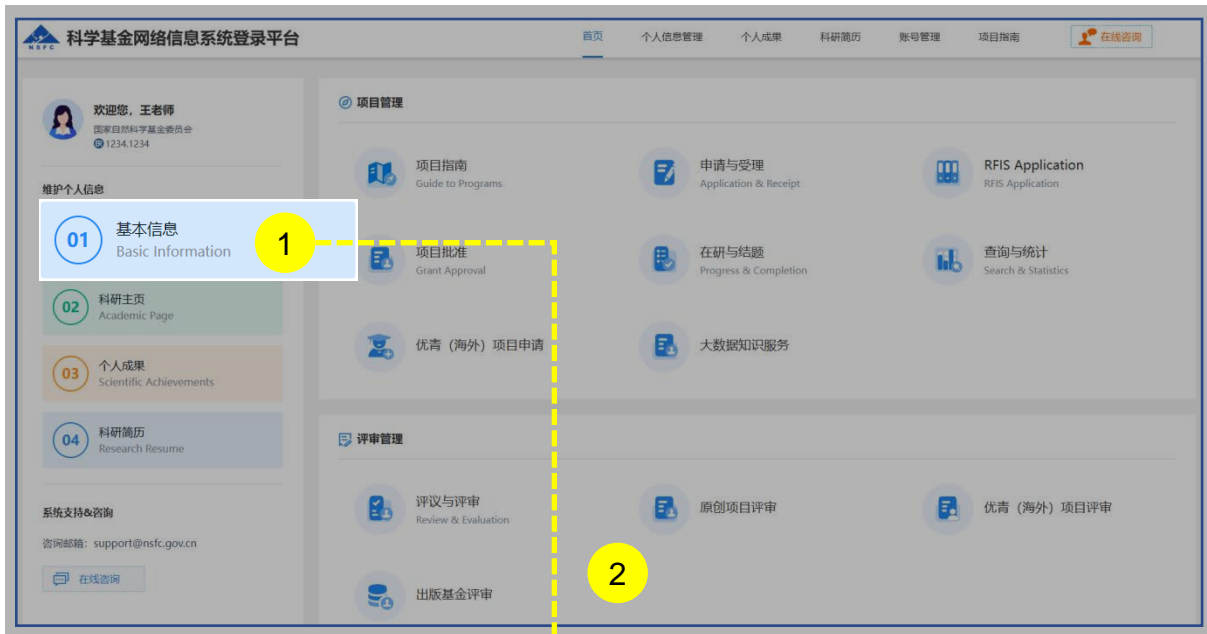 NSFC
科学基金网络信息系统登录平台
首页
个人信息管理
个人成果
科研简历
账号管理
项目指南
在线咨询
欢迎您，王老师
国家自然科学基金委员会
ID 1234.1234
维护个人信息
01
基本信息
Basic Information
1
02
科研主页
Academic Page
03
个人成果
Scientific Achievements
04
科研简历
Research Resume
系统支持&咨询
咨询邮箱：support@nsfc.gov.cn
在线咨询
项目管理
项目指南
Guide to Programs
申请与受理
Application & Receipt
RFIS Application
RFIS Application
项目批准
Grant Approval
在研与结题
Progress & Completion
查询与统计
Search & Statistics
优青（海外）项目申请
大数据知识服务
评审管理
评议与评审
Review & Evaluation
原创项目评审
优青（海外）项目评审
2
出版基金评审